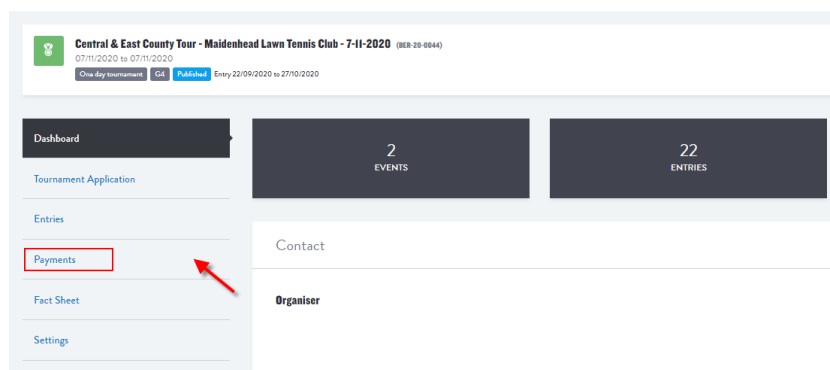 Central & East County Tour - Maidenhead Lawn Tennis Club - 7-11-2020 (BER-20-0044)
07/11/2020 to 07/11/2020
One day tournament G4 Published Entry 22/09/2020 to 27/10/2020
Dashboard
2
EVENTS
22
ENTRIES
Tournament Application
Entries
Payments
Fact Sheet
Settings
Contact
Organiser